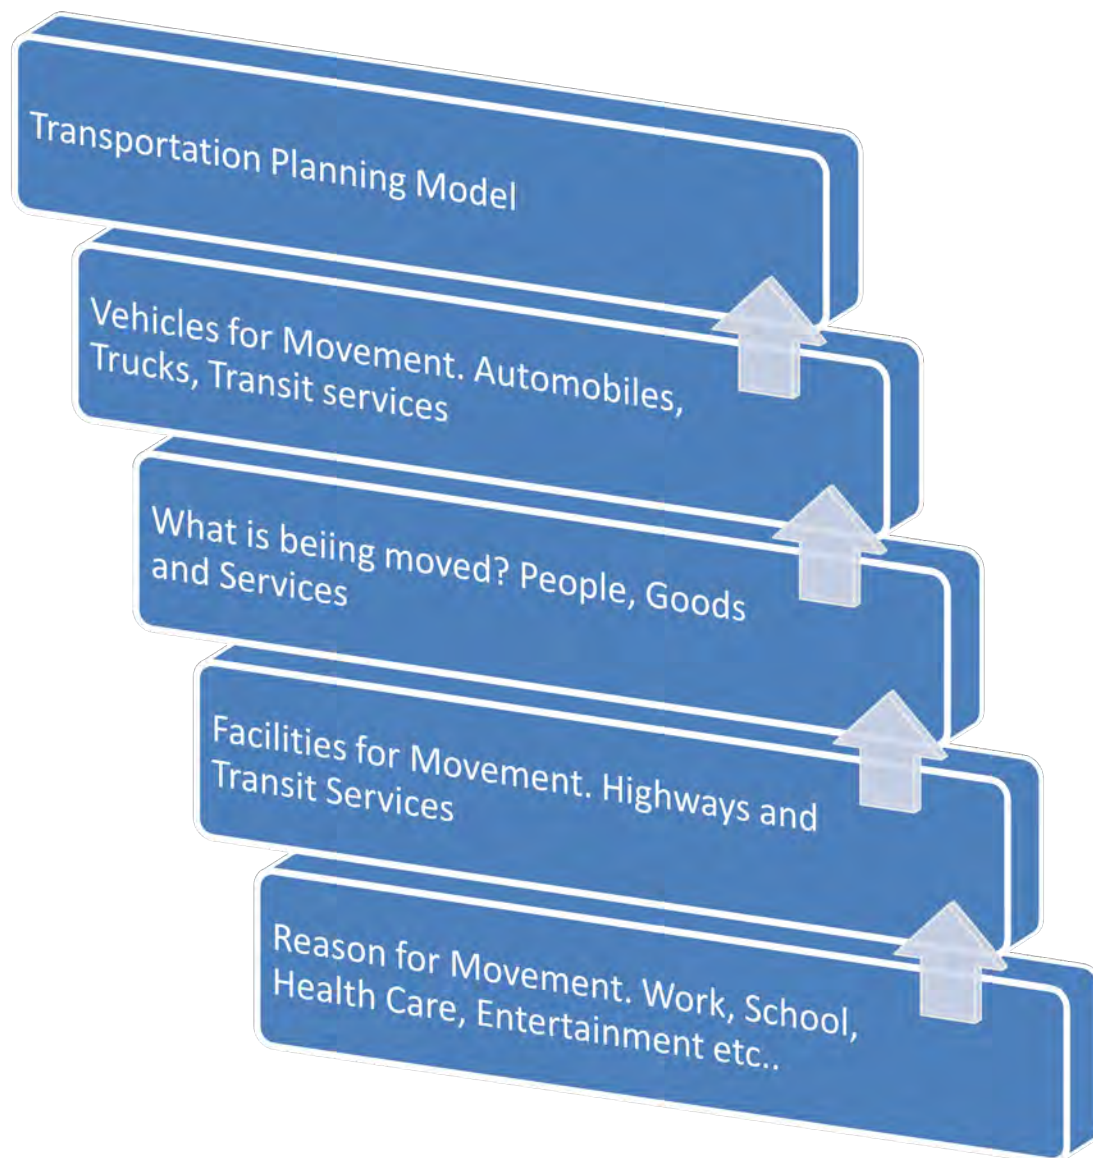 Transportation Planning Model
Vehicles for Movement. Automobiles,
Trucks, Transit services
What is beiing moved? People, Goods
and Services
Facilities for Movement. Highways and
Transit Services
Reason for Movement. Work, School,
Health Care, Entertainment etc..